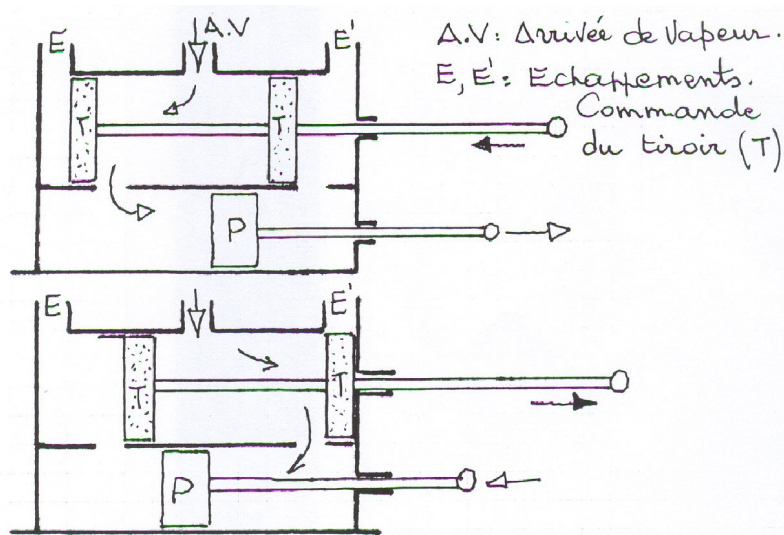 E A.V E'
A.V: Arrivée de Vapeur.
E, E': Echappements.
Commande
du tiroir (T)
T T
P
E E'
T T
P